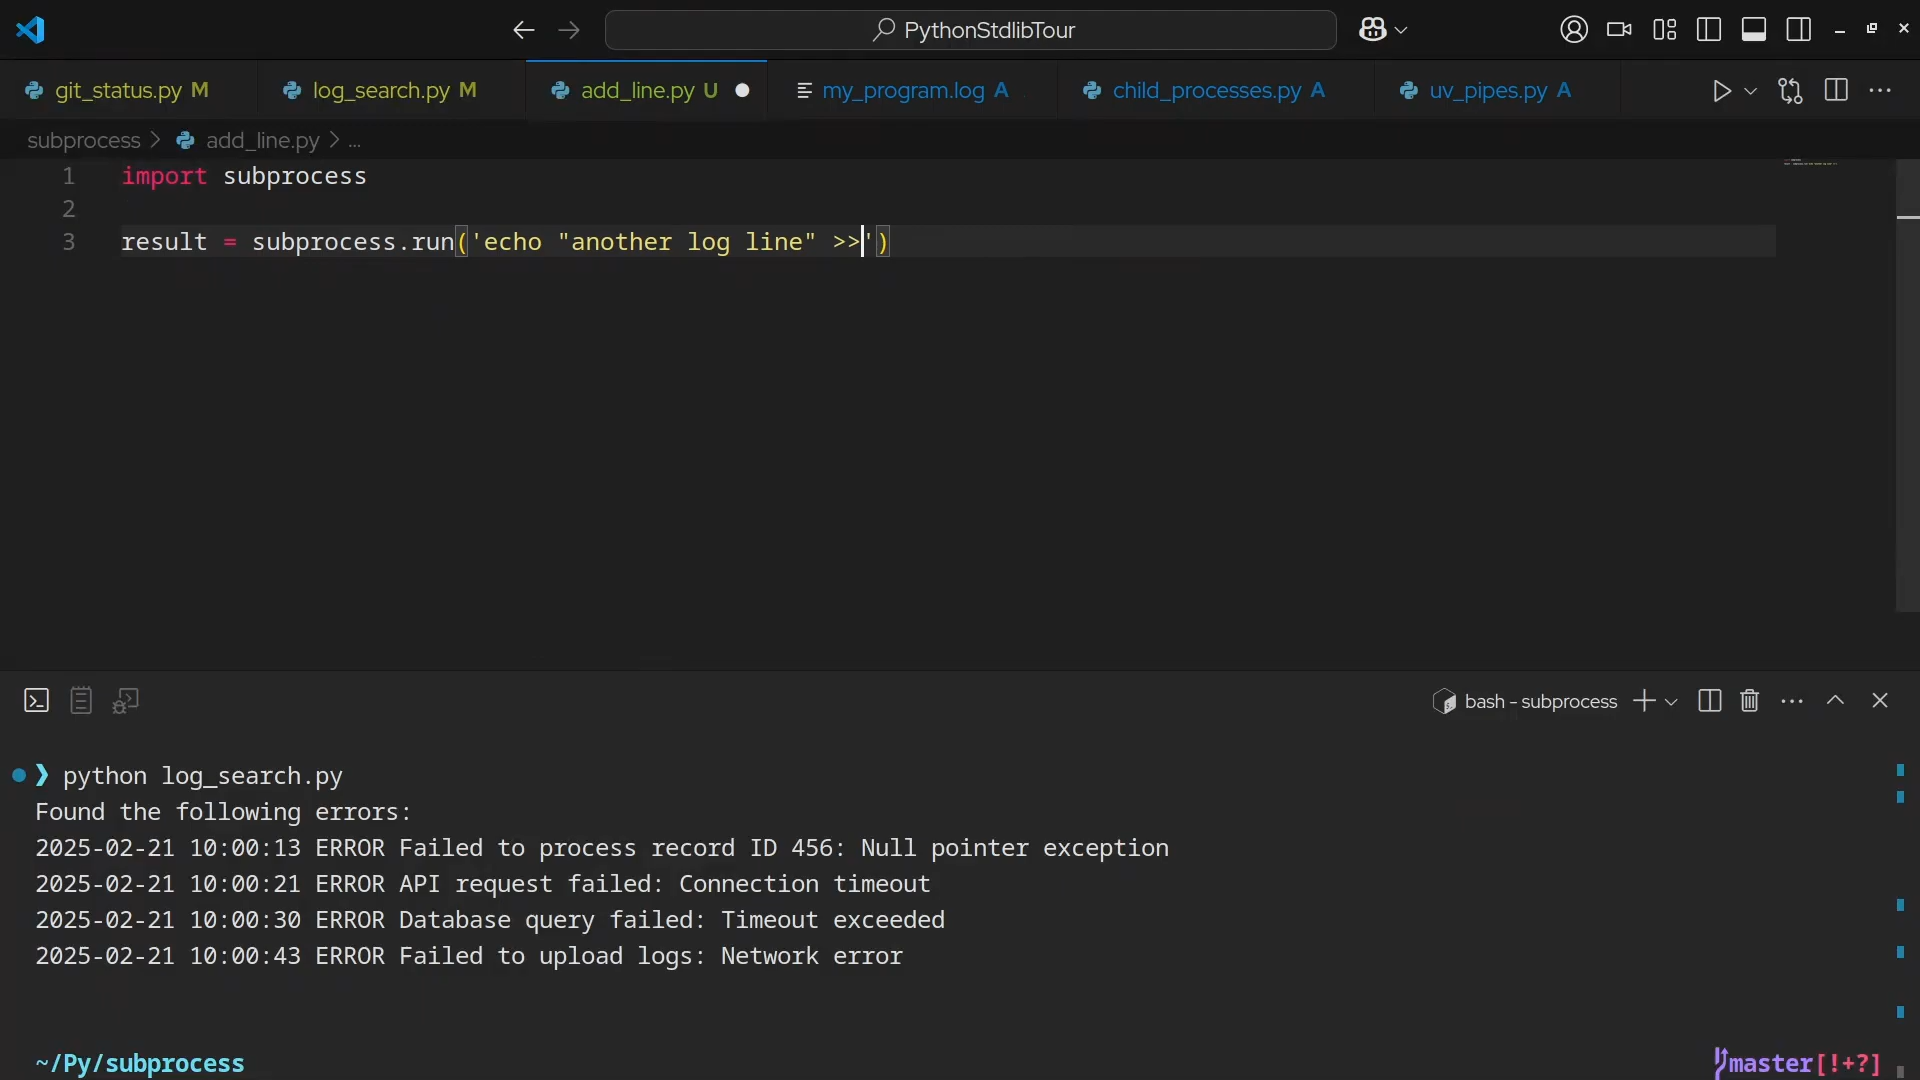 PythonStdlibTour
git_status.py M
log_search.py M
add_line.py U
my_program.log A
child_processes.py A
uv_pipes.py A
subprocess > add_line.py > ...
1 import subprocess
2
3 result = subprocess.run('echo "another log line" >>')
bash - subprocess
❯ python log_search.py
Found the following errors:
2025-02-21 10:00:13 ERROR Failed to process record ID 456: Null pointer exception
2025-02-21 10:00:21 ERROR API request failed: Connection timeout
2025-02-21 10:00:30 ERROR Database query failed: Timeout exceeded
2025-02-21 10:00:43 ERROR Failed to upload logs: Network error
~/Py/subprocess
master[!+?]